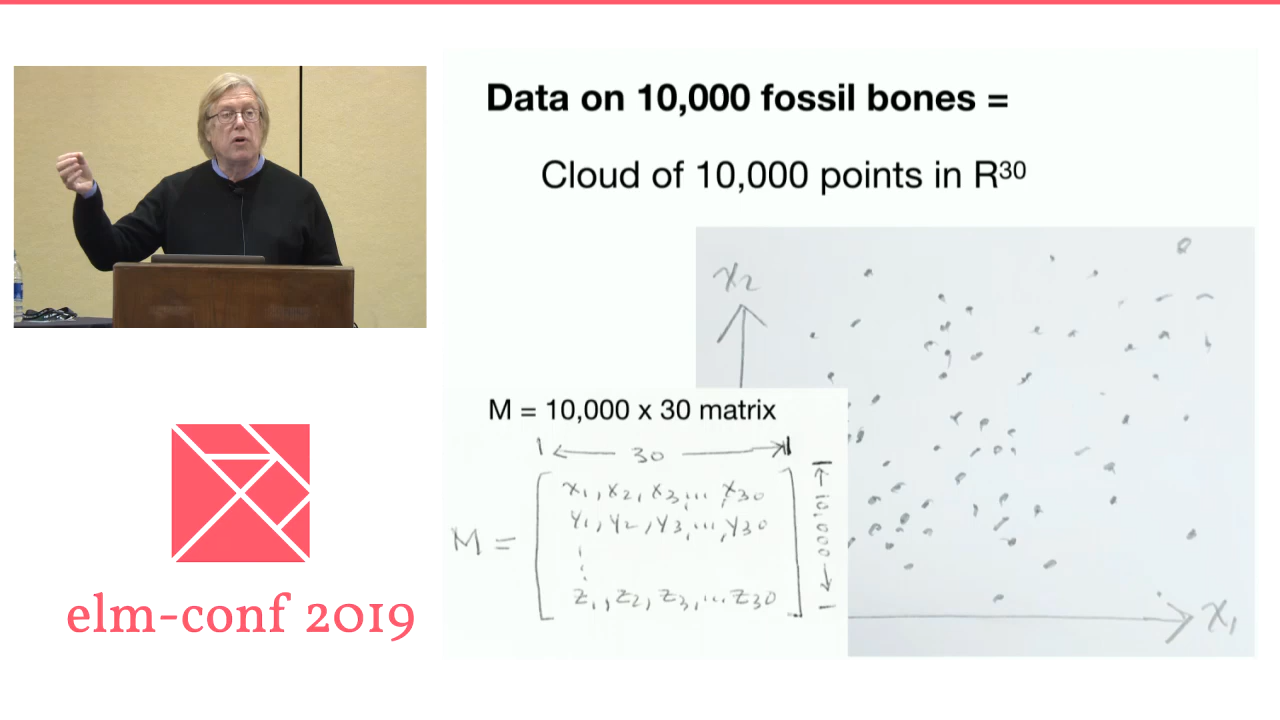 Data on 10,000 fossil bones =
Cloud of 10,000 points in R³⁰
x₂
M = 10,000 x 30 matrix
30
x₁, x₂, x₃, ... x₃₀
M =
y₁, y₂, y₃, ..., y₃₀
z₁, z₂, z₃, ... z₃₀
10,000
x₁
elm-conf 2019